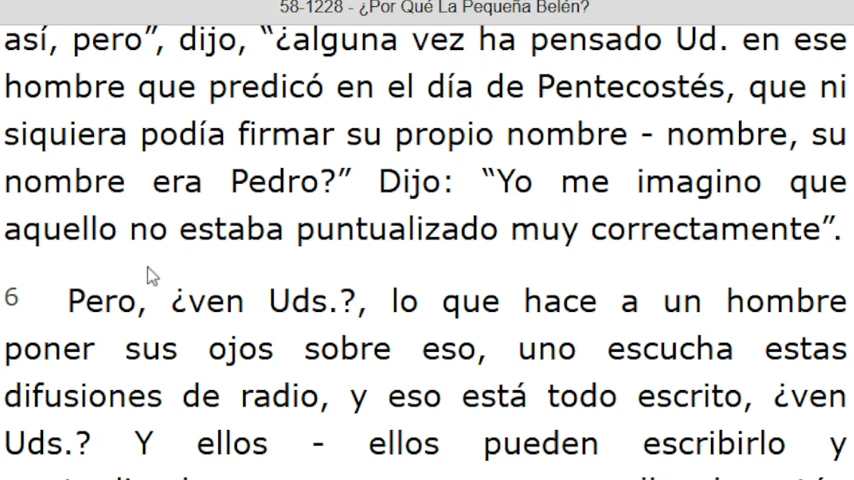 58-1228 - ¿Por Qué La Pequeña Belén?
así, pero”, dijo, “¿alguna vez ha pensado Ud. en ese
hombre que predicó en el día de Pentecostés, que ni
siquiera podía firmar su propio nombre - nombre, su
nombre era Pedro?” Dijo: “Yo me imagino que
aquello no estaba puntualizado muy correctamente”.
6 Pero, ¿ven Uds.?, lo que hace a un hombre
poner sus ojos sobre eso, uno escucha estas
difusiones de radio, y eso está todo escrito, ¿ven
Uds.? Y ellos - ellos pueden escribirlo y